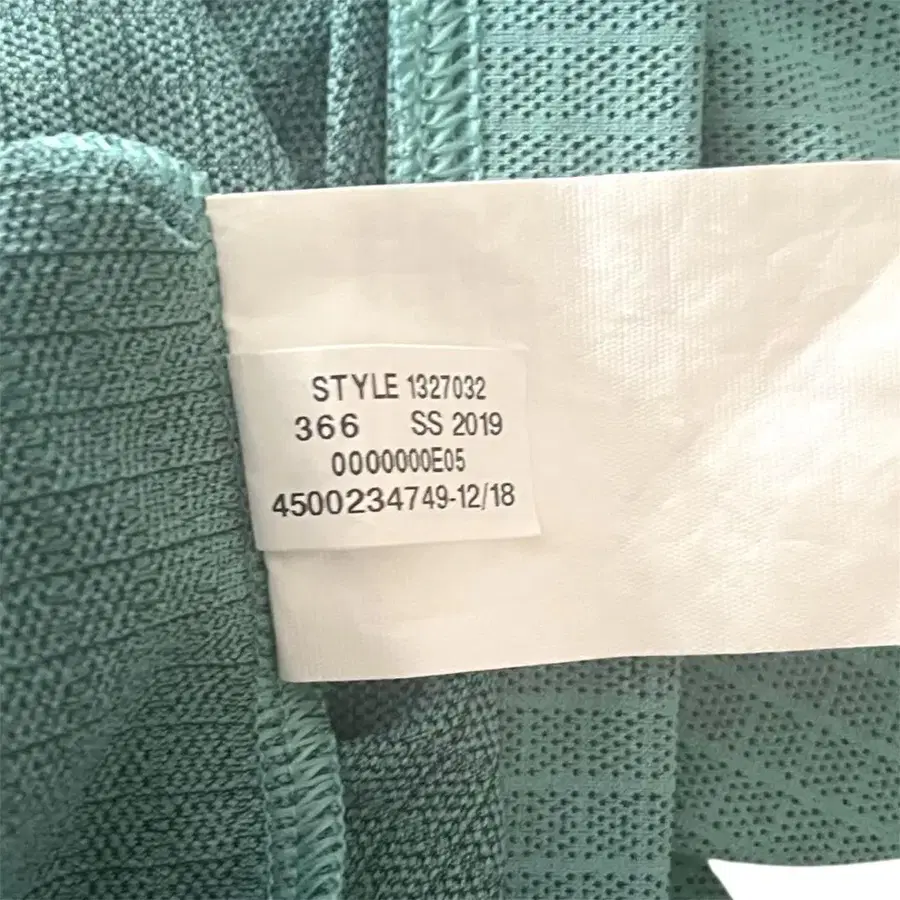 STYLE 1327032
366 SS 2019
0000000E05
4500234749-12/18